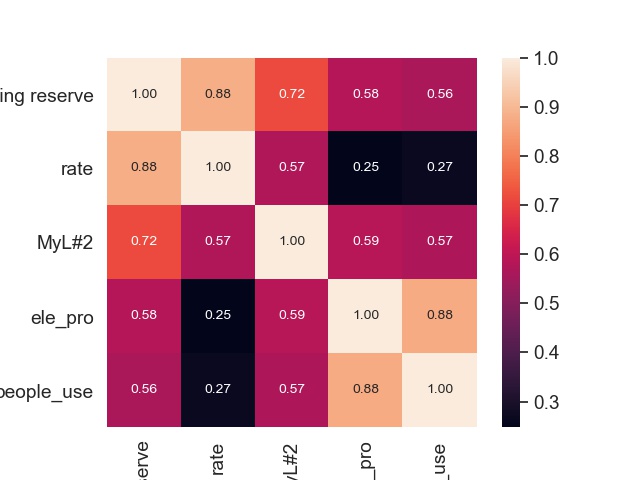 ing reserve 1.00 0.88 0.72 0.58 0.56
rate 0.88 1.00 0.57 0.25 0.27
MyL#2 0.72 0.57 1.00 0.59 0.57
ele_pro 0.58 0.25 0.59 1.00 0.88
people_use 0.56 0.27 0.57 0.88 1.00
erve
rate
yL#2
_pro
_use
1.0
0.9
0.8
0.7
0.6
0.5
0.4
0.3